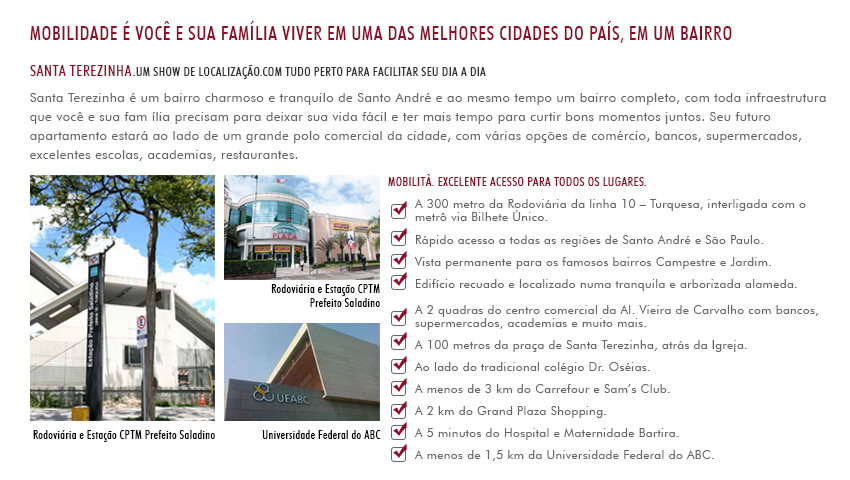 MOBILIDADE É VOCÊ E SUA FAMÍLIA VIVER EM UMA DAS MELHORES CIDADES DO PAÍS, EM UM BAIRRO
SANTA TEREZINHA.UM SHOW DE LOCALIZAÇÃO.COM TUDO PERTO PARA FACILITAR SEU DIA A DIA
Santa Terezinha é um bairro charmoso e tranquilo de Santo André e ao mesmo tempo um bairro completo, com toda infraestrutura
que você e sua fam ília precisam para deixar sua vida fácil e ter mais tempo para curtir bons momentos juntos. Seu futuro
apartamento estará ao lado de um grande polo comercial da cidade, com várias opções de comércio, bancos, supermercados,
excelentes escolas, academias, restaurantes.
Estação Prefeito Saladino
Rodoviária e Estação CPTM Prefeito Saladino
PLAZA
Rodoviária e Estação CPTM
Prefeito Saladino
UFABC
Universidade Federal do ABC
MOBILITÀ. EXCELENTE ACESSO PARA TODOS OS LUGARES.
A 300 metro da Rodoviária da linha 10 – Turquesa, interligada com o
metrô via Bilhete Único.
Rápido acesso a todas as regiões de Santo André e São Paulo.
Vista permanente para os famosos bairros Campestre e Jardim.
Edifício recuado e localizado numa tranquila e arborizada alameda.
A 2 quadras do centro comercial da Al. Vieira de Carvalho com bancos,
supermercados, academias e muito mais.
A 100 metros da praça de Santa Terezinha, atrás da Igreja.
Ao lado do tradicional colégio Dr. Oséias.
A menos de 3 km do Carrefour e Sam's Club.
A 2 km do Grand Plaza Shopping.
A 5 minutos do Hospital e Maternidade Bartira.
A menos de 1,5 km da Universidade Federal do ABC.